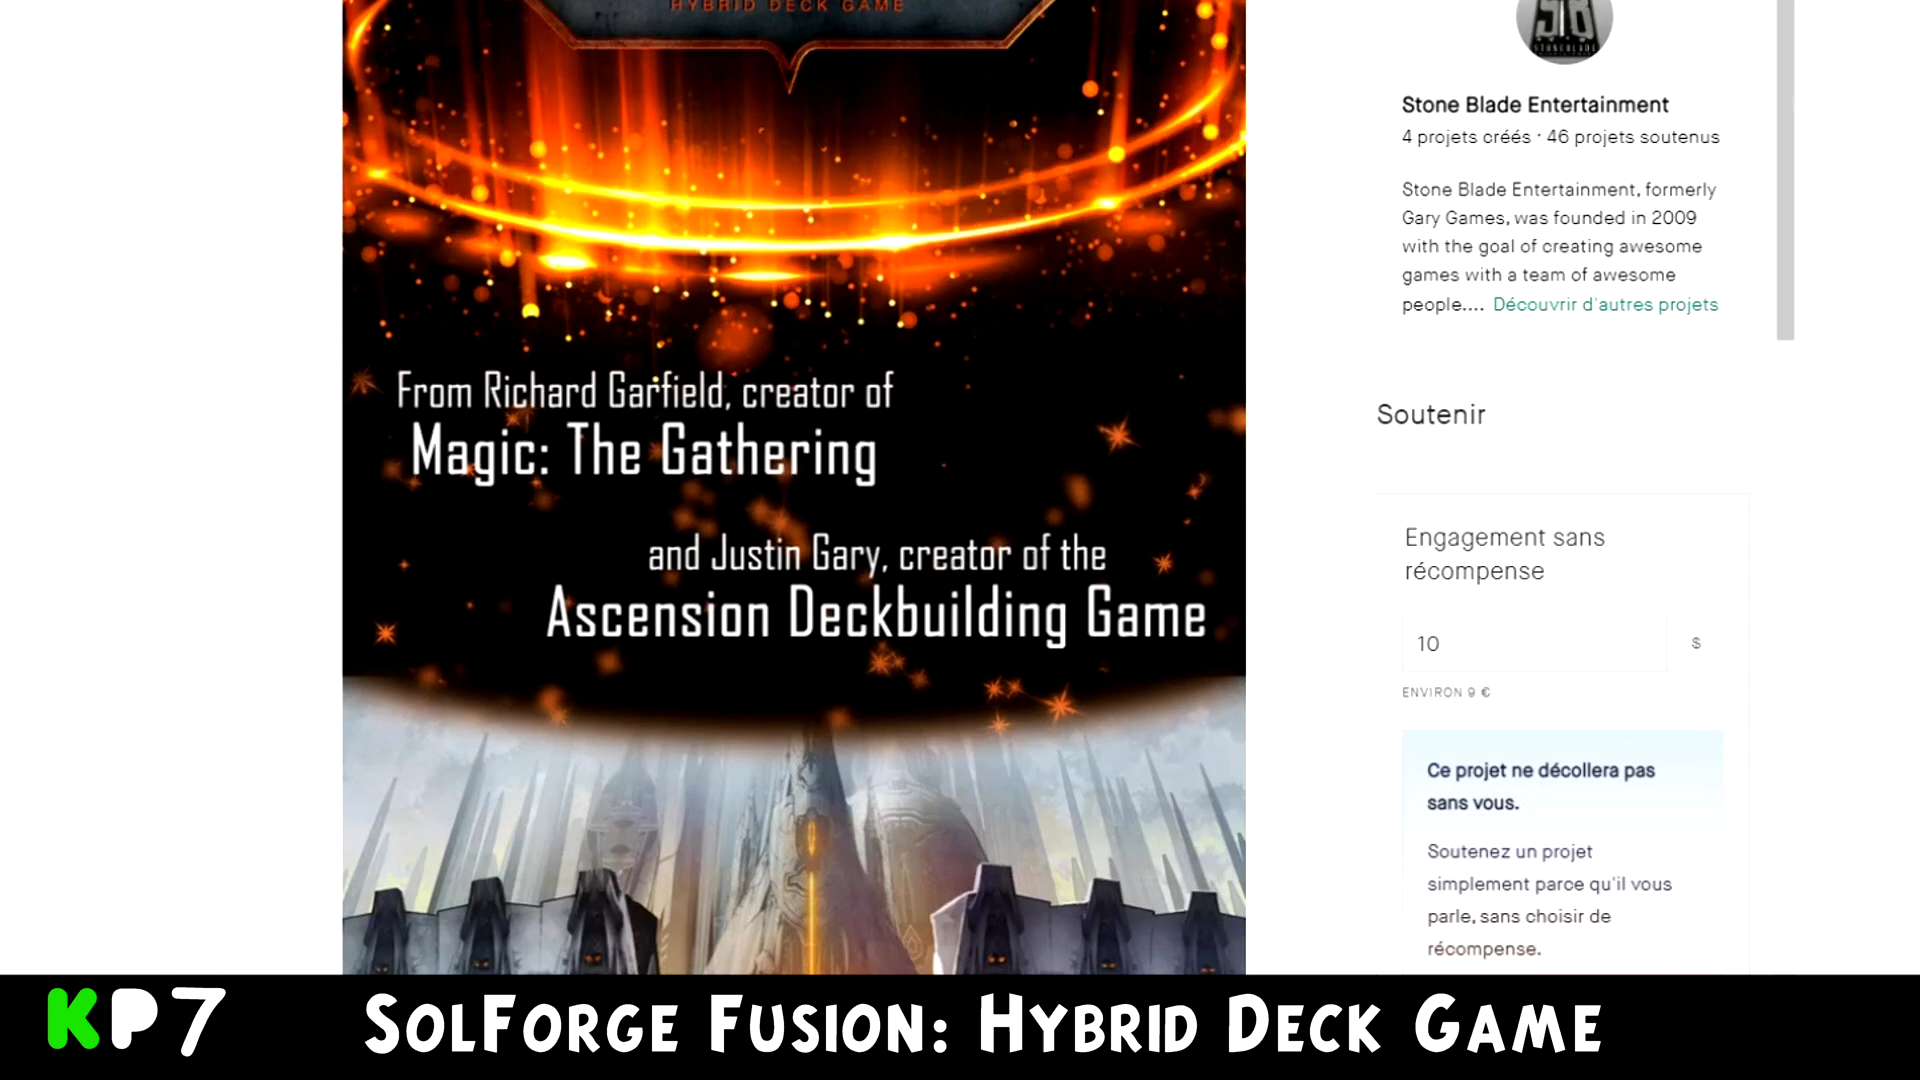 HYBRID DECK GAME
From Richard Garfield, creator of
Magic: The Gathering
and Justin Gary, creator of the
Ascension Deckbuilding Game
STB
STONEBLADE
Stone Blade Entertainment
4 projets créés · 46 projets soutenus
Stone Blade Entertainment, formerly
Gary Games, was founded in 2009
with the goal of creating awesome
games with a team of awesome
people.... Découvrir d'autres projets
Soutenir
Engagement sans
récompense
10 $
ENVIRON 9 €
Ce projet ne décollera pas
sans vous.
Soutenez un projet
simplement parce qu'il vous
parle, sans choisir de
récompense.
KP7 SOLFORGE FUSION: HYBRID DECK GAME